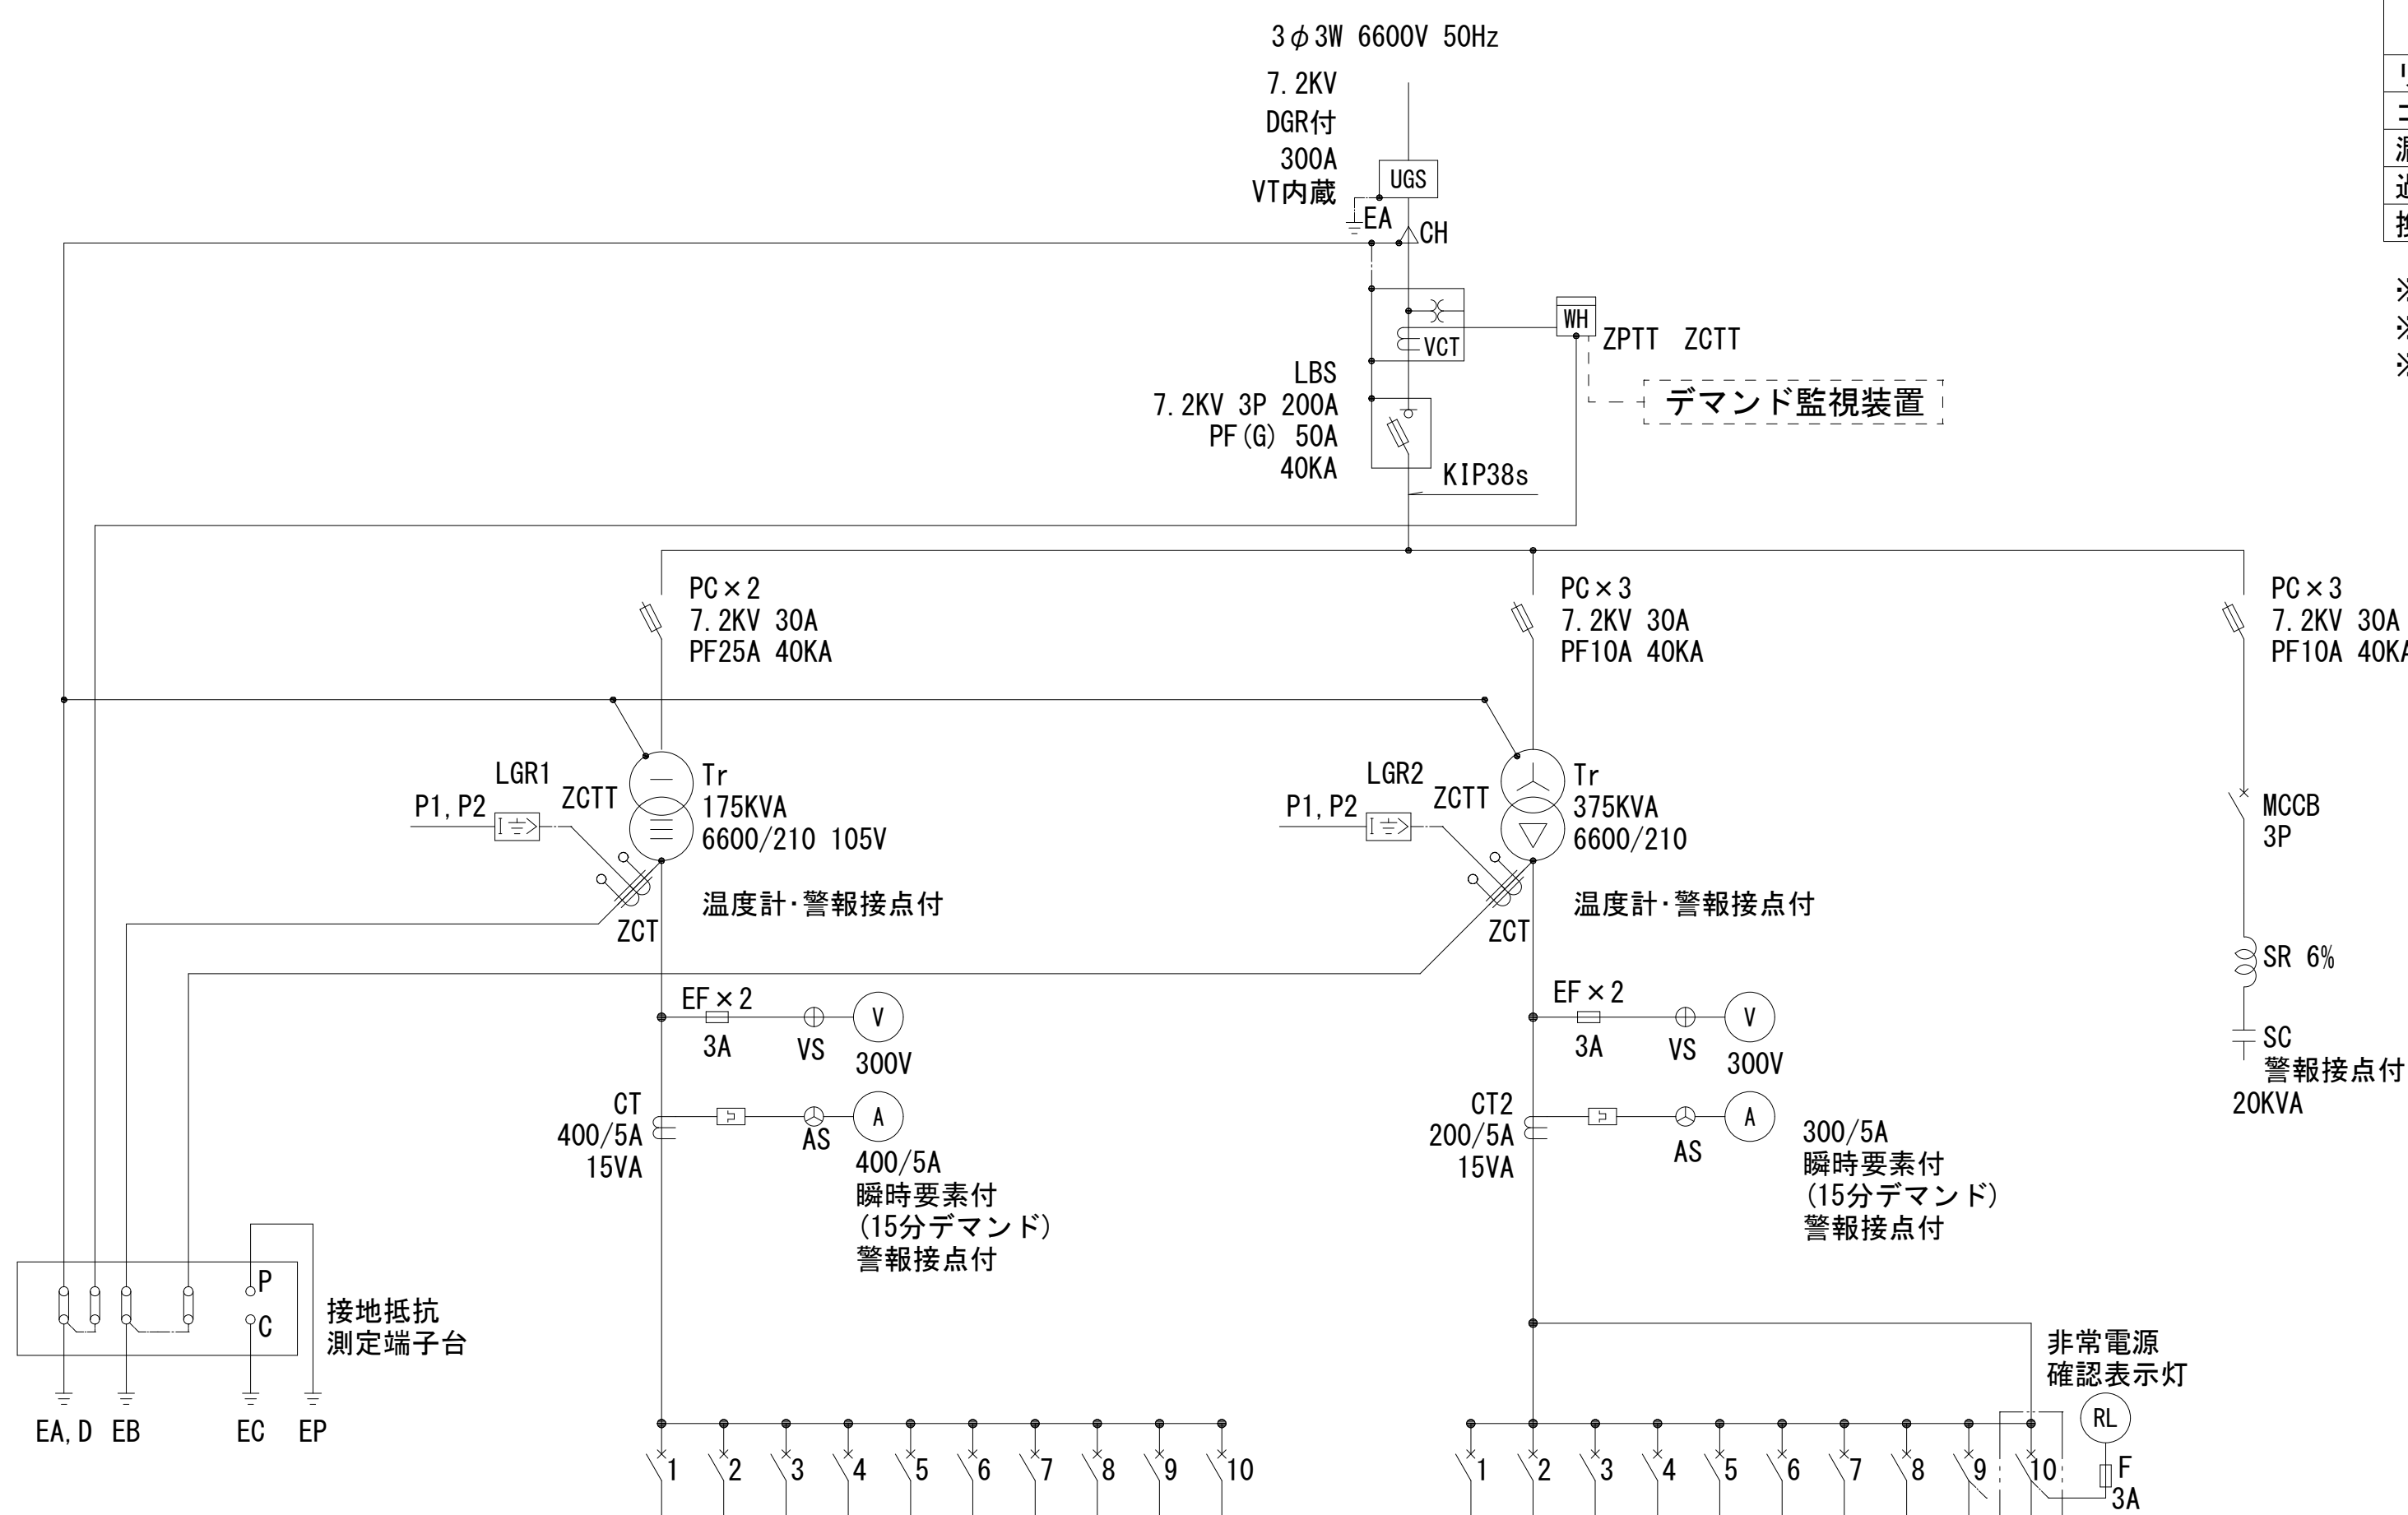 3φ3W 6600V 50Hz
7.2KV
DGR付
300A
VT内蔵
UGS
EA
CH
WH
VCT
ZPTT ZCTT
デマンド監視装置
LBS
7.2KV 3P 200A
PF(G) 50A
40KA
KIP38s
PC×2
7.2KV 30A
PF25A 40KA
PC×3
7.2KV 30A
PF10A 40KA
PC×3
7.2KV 30A
PF10A 40KA
LGR1
P1,P2
ZCTT
Tr
175KVA
6600/210 105V
温度計・警報接点付
ZCT
LGR2
P1,P2
ZCTT
Tr
375KVA
6600/210
温度計・警報接点付
ZCT
MCCB
3P
SR 6%
SC
警報接点付
20KVA
EF×2
3A
VS
V
300V
CT
400/5A
15VA
AS
A
400/5A
瞬時要素付
(15分デマンド)
警報接点付
EF×2
3A
VS
V
300V
CT2
200/5A
15VA
AS
A
300/5A
瞬時要素付
(15分デマンド)
警報接点付
P
C
接地抵抗
測定端子台
EA,D EB EC EP
非常電源
確認表示灯
RL
F
3A
1 2 3 4 5 6 7 8 9 10
1 2 3 4 5 6 7 8 9 10
※
※
※